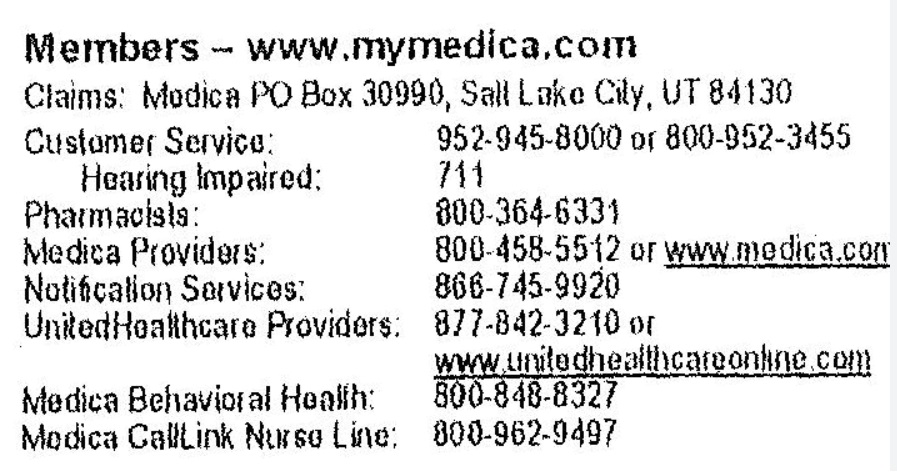 Members – www.mymedica.com
Claims: Medica PO Box 30990, Salt Lake City, UT 84130
Customer Service: 952-945-8000 or 800-952-3455
Hearing Impaired: 711
Pharmacists: 800-364-6331
Medica Providers: 800-458-5512 or www.medica.com
Notification Services: 866-745-9920
UnitedHealthcare Providers: 877-842-3210 or
www.unitedhealthcareonline.com
Medica Behavioral Health: 800-848-8327
Medica CallLink Nurse Line: 800-962-9497